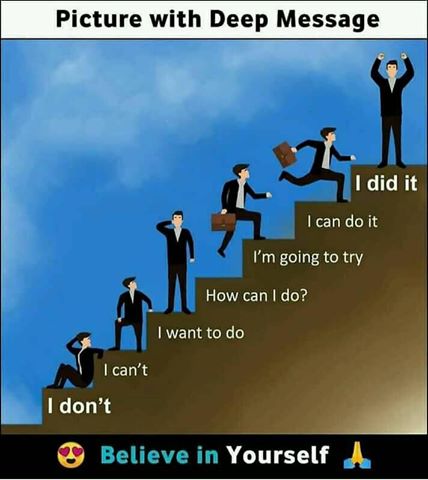 Picture with Deep Message
I did it
I can do it
I'm going to try
How can I do?
I want to do
I can't
I don't
Believe in Yourself